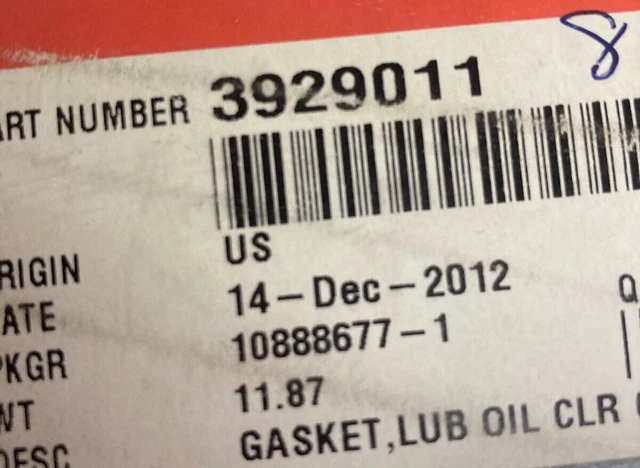 8
ART NUMBER 3929011
RIGIN US
ATE 14-Dec-2012
PKGR 10888677-1
WT 11.87
DESC GASKET,LUB OIL CLR
Q